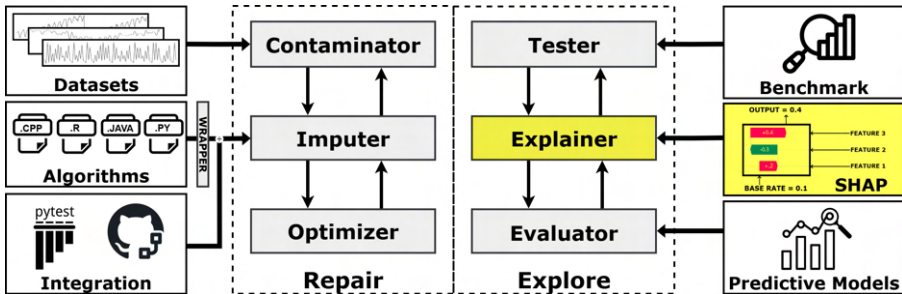 Datasets
.CPP .R .JAVA .PY
Algorithms
WRAPPER
pytest
Integration
Contaminator
Imputer
Optimizer
Repair
Tester
Explainer
Evaluator
Explore
Benchmark
OUTPUT = 0.4
FEATURE 3
FEATURE 2
FEATURE 1
BASE RATE = 0.1
SHAP
Predictive Models